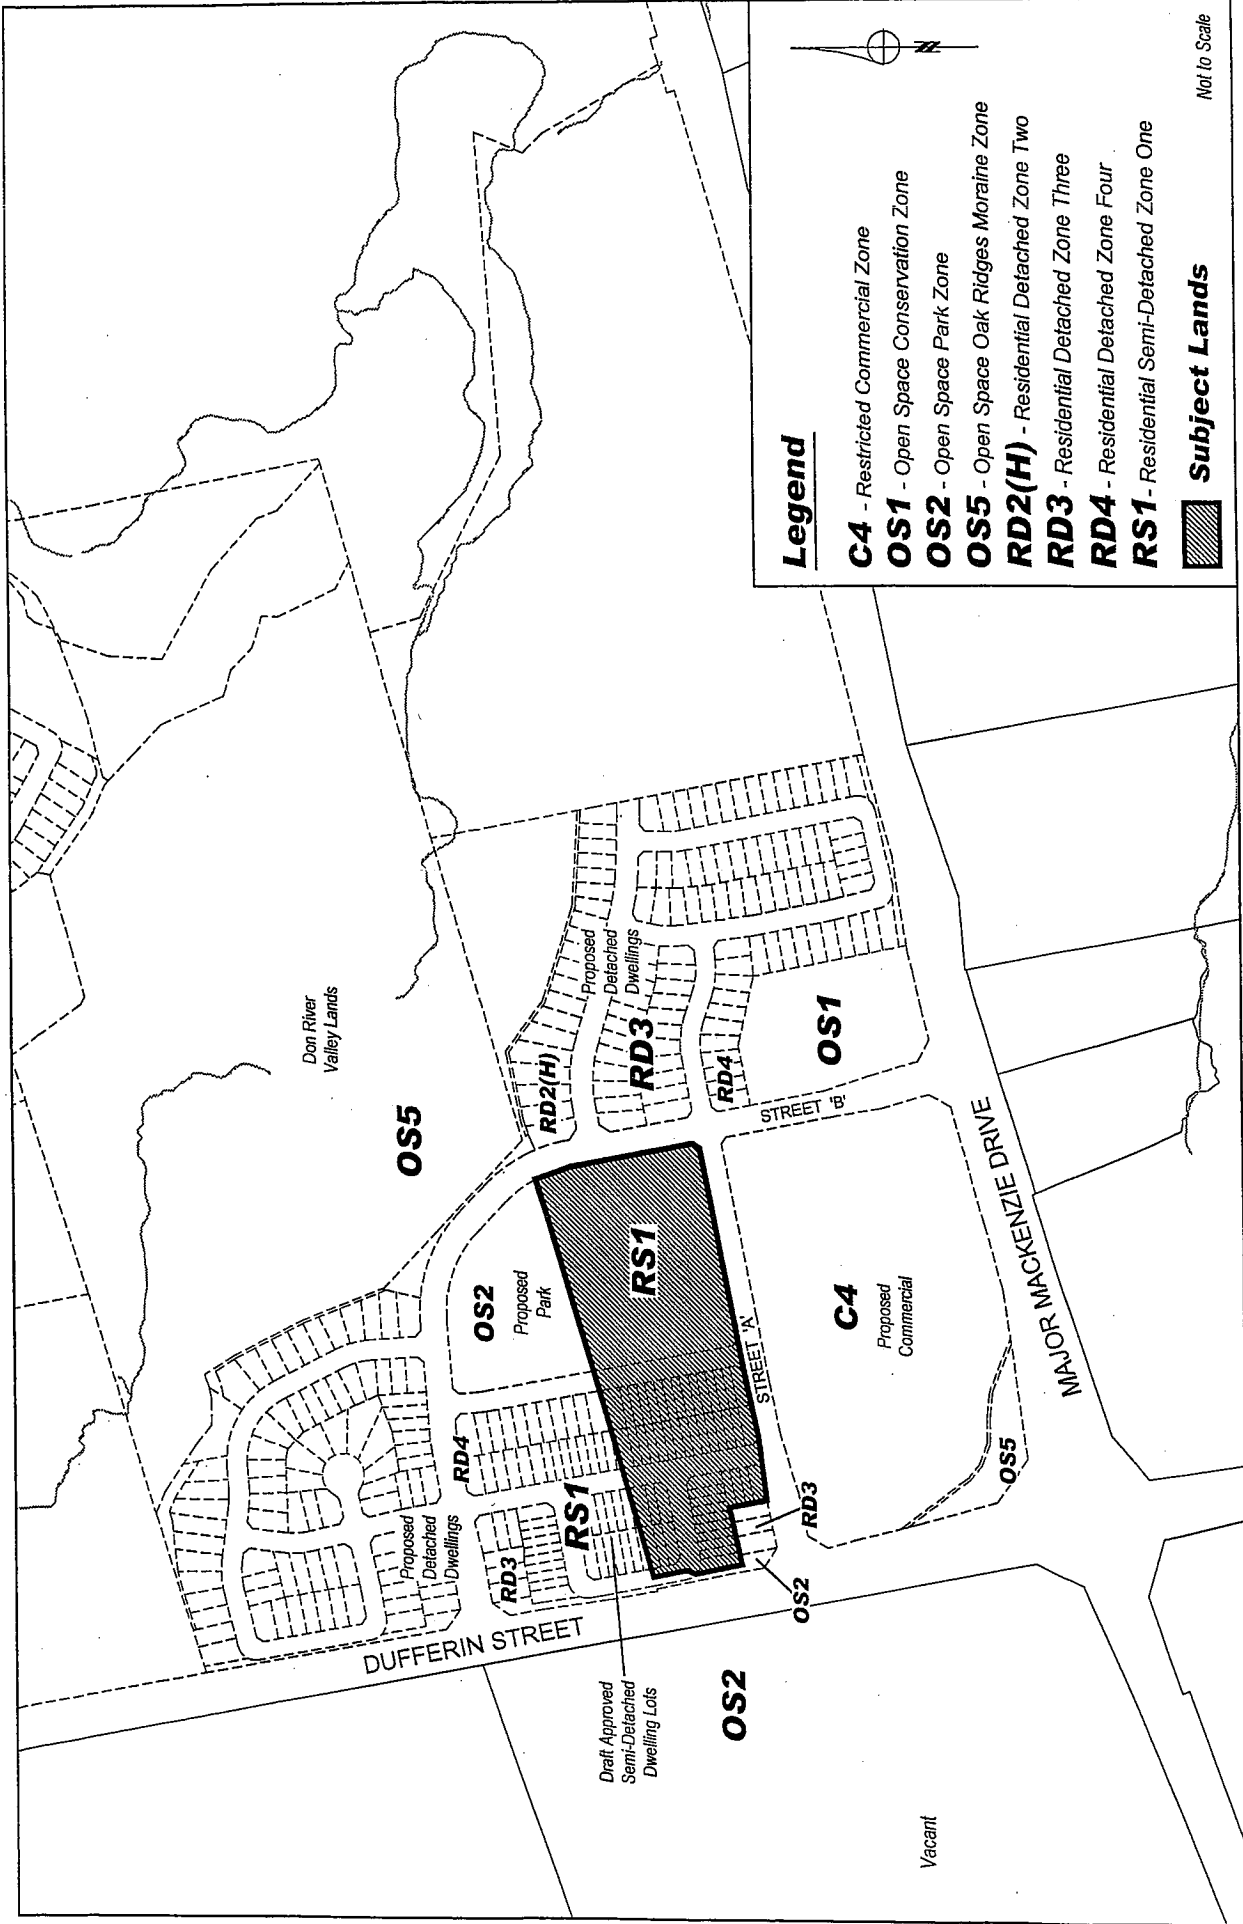 Don River
Valley Lands
OS5
RD2(H)
Proposed
Detached
Dwellings
RD3
RD4
OS1
STREET 'B'
OS2
Proposed
Park
RS1
STREET 'A'
C4
Proposed
Commercial
MAJOR MACKENZIE DRIVE
OS5
Proposed
Detached
Dwellings
RD4
RD3
RS1
RD3
OS2
DUFFERIN STREET
Draft Approved
Semi-Detached
Dwelling Lots
OS2
Vacant
Legend
C4 - Restricted Commercial Zone
OS1 - Open Space Conservation Zone
OS2 - Open Space Park Zone
OS5 - Open Space Oak Ridges Moraine Zone
RD2(H) - Residential Detached Zone Two
RD3 - Residential Detached Zone Three
RD4 - Residential Detached Zone Four
RS1 - Residential Semi-Detached Zone One
Subject Lands
N
Not to Scale